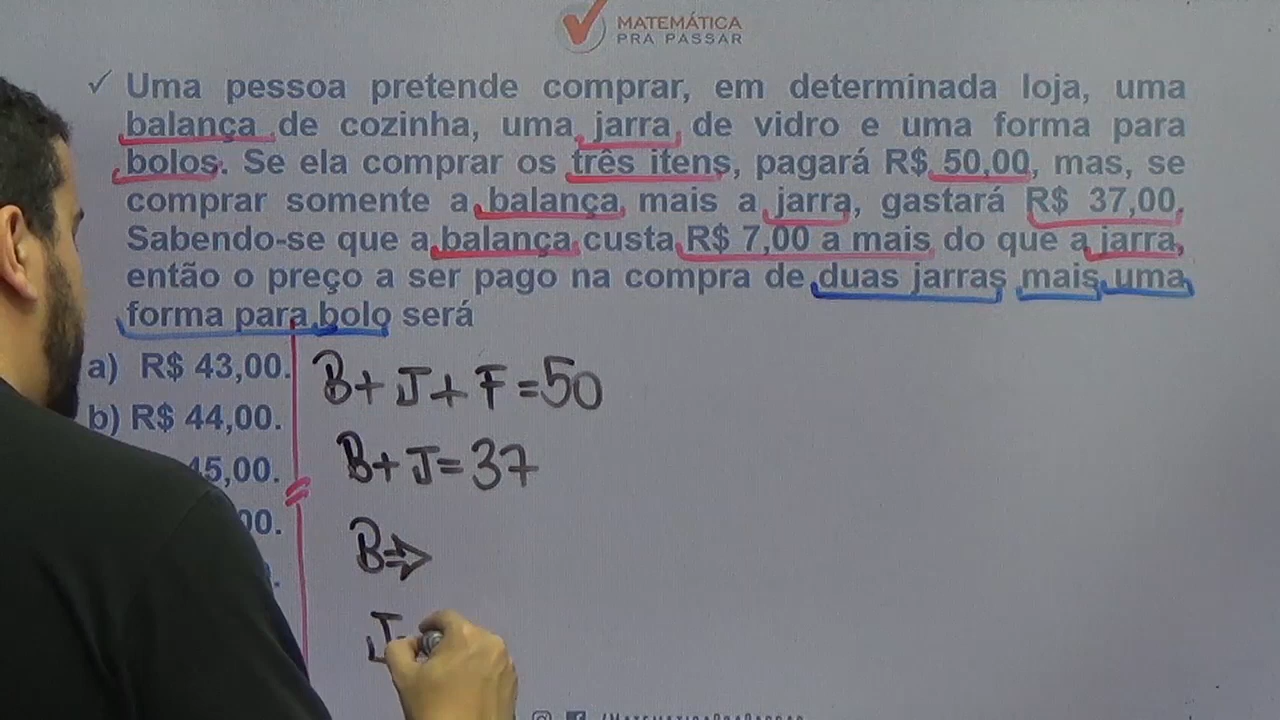 MATEMÁTICA
PRA PASSAR
✓ Uma pessoa pretende comprar, em determinada loja, uma
balança de cozinha, uma jarra de vidro e uma forma para
bolos. Se ela comprar os três itens, pagará R$ 50,00, mas, se
comprar somente a balança mais a jarra, gastará R$ 37,00.
Sabendo-se que a balança custa R$ 7,00 a mais do que a jarra,
então o preço a ser pago na compra de duas jarras mais uma
forma para bolo será
a) R$ 43,00.
B + J + F = 50
b) R$ 44,00.
B + J = 37
45,00.
00.
B ⇒
J